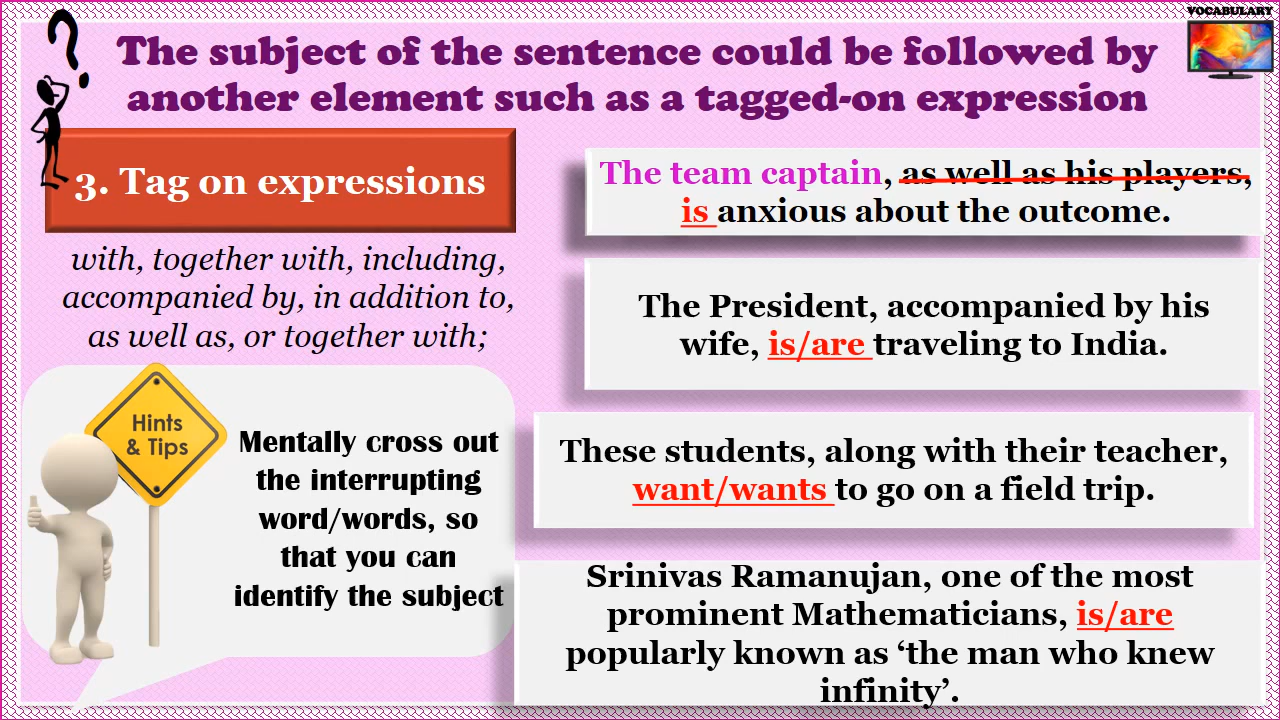 VOCABULARY
The subject of the sentence could be followed by
another element such as a tagged-on expression
3. Tag on expressions
with, together with, including,
accompanied by, in addition to,
as well as, or together with;
Hints
& Tips
Mentally cross out
the interrupting
word/words, so
that you can
identify the subject
The team captain, as well as his players,
is anxious about the outcome.
The President, accompanied by his
wife, is/are traveling to India.
These students, along with their teacher,
want/wants to go on a field trip.
Srinivas Ramanujan, one of the most
prominent Mathematicians, is/are
popularly known as ‘the man who knew
infinity’.